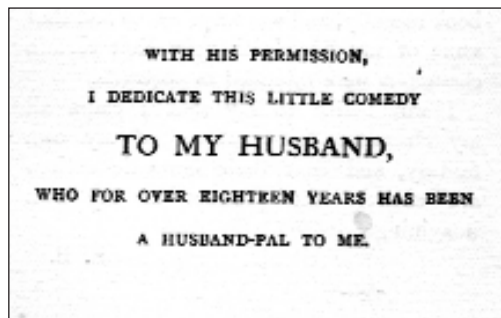 WITH HIS PERMISSION,
I DEDICATE THIS LITTLE COMEDY
TO MY HUSBAND,
WHO FOR OVER EIGHTEEN YEARS HAS BEEN
A HUSBAND-PAL TO ME.